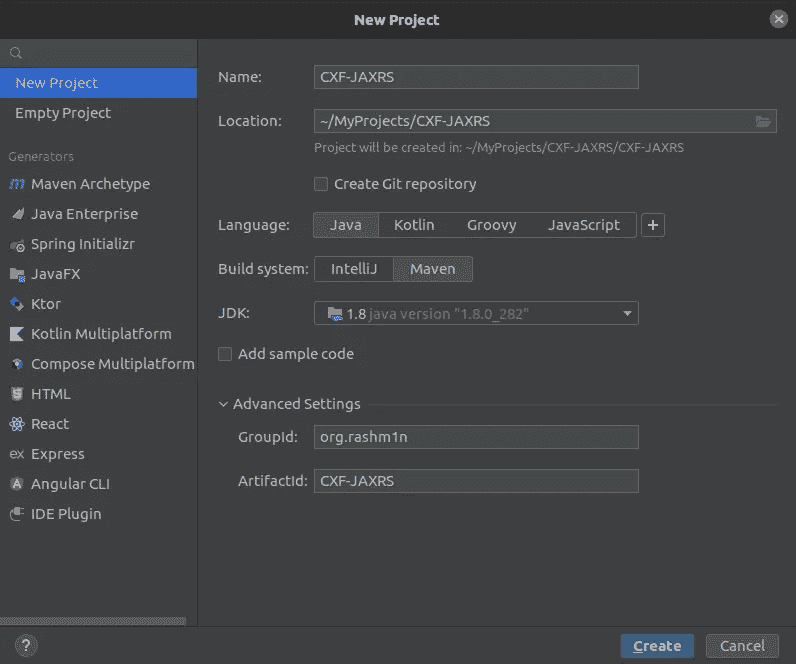 New Project
New Project
Empty Project
Generators
Maven Archetype
Java Enterprise
Spring Initializr
JavaFX
Ktor
Kotlin Multiplatform
Compose Multiplatform
HTML
React
ex Express
Angular CLI
IDE Plugin
Name: CXF-JAXRS
Location: ~/MyProjects/CXF-JAXRS
Project will be created in: ~/MyProjects/CXF-JAXRS/CXF-JAXRS
Create Git repository
Language: Java Kotlin Groovy JavaScript +
Build system: IntelliJ Maven
JDK: 1.8 java version "1.8.0_282"
Add sample code
Advanced Settings
GroupId: org.rashm1n
ArtifactId: CXF-JAXRS
? Create Cancel